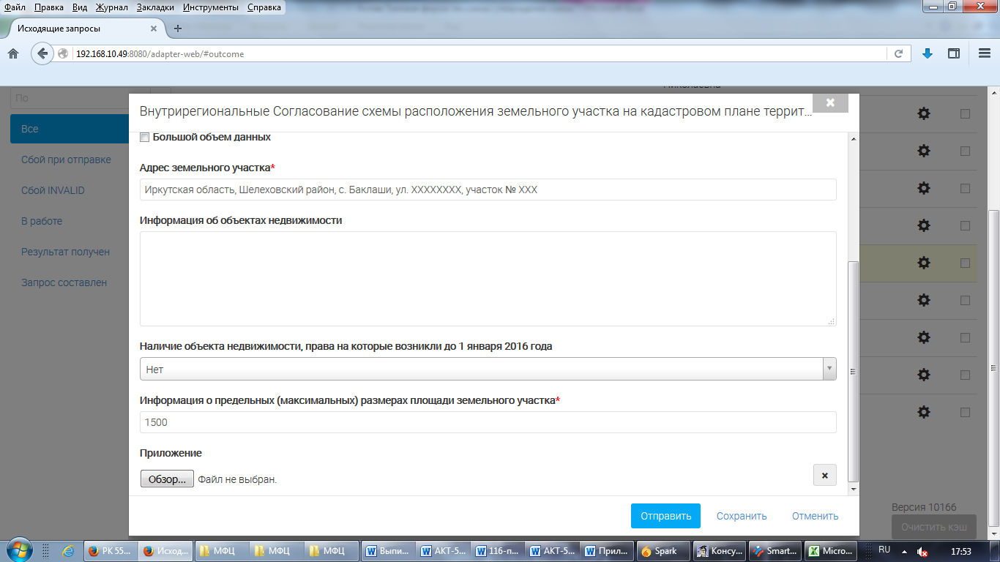 Файл Правка Вид Журнал Закладки Инструменты Справка
Исходящие запросы
192.168.10.49:8080/adapter-web/#outcome
По
Николаевна
Внутрирегиональные Согласование схемы расположения земельного участка на кадастровом плане террит...
Все
Большой объем данных
Сбой при отправке
Адрес земельного участка*
Сбой INVALID
Иркутская область, Шелеховский район, с. Баклаши, ул. XXXXXXXX, участок № XXX
В работе
Информация об объектах недвижимости
Результат получен
Запрос составлен
Наличие объекта недвижимости, права на которые возникли до 1 января 2016 года
Нет
Информация о предельных (максимальных) размерах площади земельного участка*
1500
Приложение
Обзор... Файл не выбран.
Отправить Сохранить Отменить
Версия 10166
Очистить кэш
РК 55... Исход... МФЦ МФЦ МФЦ Выпи... АКТ-5... 116-п... АКТ-5... Прил... Spark Консу... Smart... Micro... RU 17:53